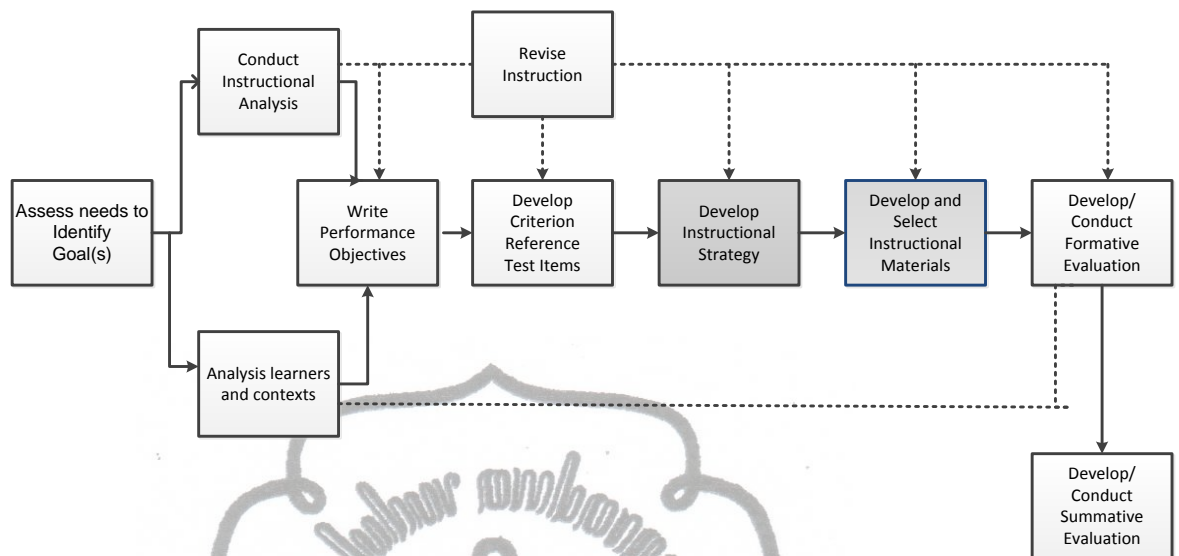 Conduct
Instructional
Analysis
Revise
Instruction
Assess needs to
Identify
Goal(s)
Write
Performance
Objectives
Develop
Criterion
Reference
Test Items
Develop
Instructional
Strategy
Develop and
Select
Instructional
Materials
Develop/
Conduct
Formative
Evaluation
Analysis learners
and contexts
Develop/
Conduct
Summative
Evaluation